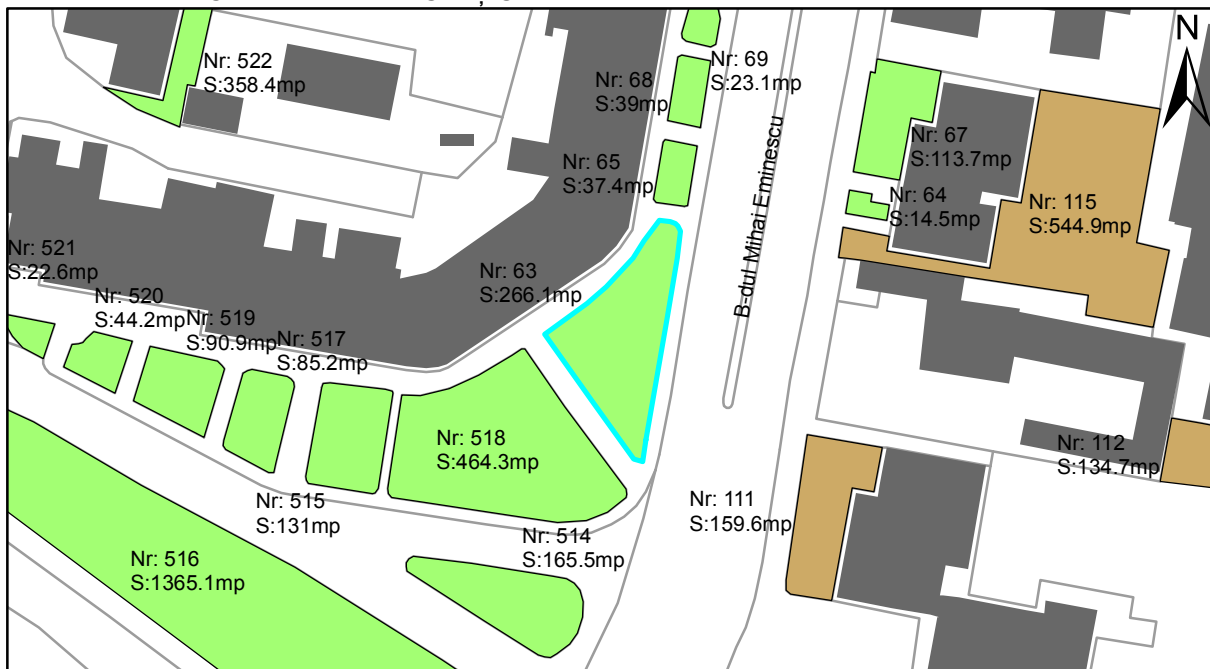 N
Nr: 522
S:358.4mp
Nr: 68
S:39mp
Nr: 69
S:23.1mp
Nr: 65
S:37.4mp
B-dul Mihai Eminescu
Nr: 67
S:113.7mp
Nr: 64
S:14.5mp
Nr: 115
S:544.9mp
Nr: 521
S:22.6mp
Nr: 63
S:266.1mp
Nr: 520
S:44.2mp
Nr: 519
S:90.9mp
Nr: 517
S:85.2mp
Nr: 518
S:464.3mp
Nr: 112
S:134.7mp
Nr: 515
S:131mp
Nr: 111
S:159.6mp
Nr: 514
S:165.5mp
Nr: 516
S:1365.1mp